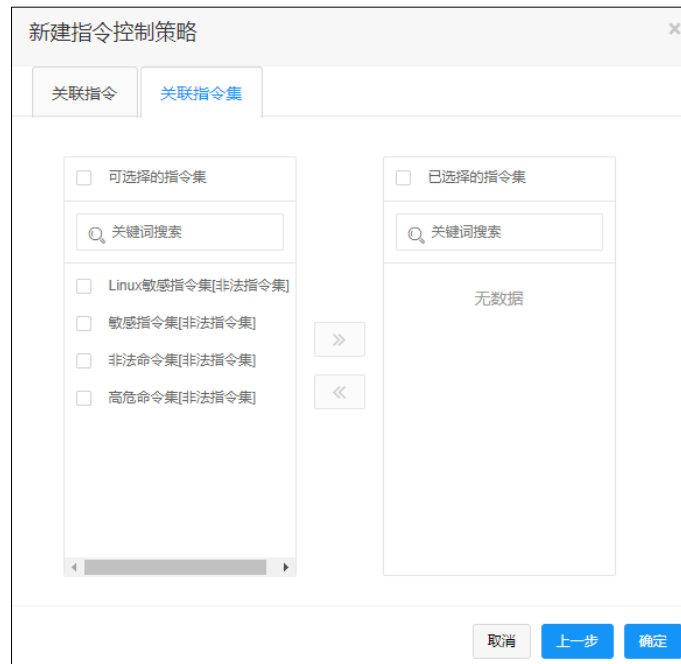 新建指令控制策略
×
关联指令
关联指令集
可选择的指令集
关键词搜索
Linux敏感指令集[非法指令集]
敏感指令集[非法指令集]
非法命令集[非法指令集]
高危命令集[非法指令集]
已选择的指令集
关键词搜索
无数据
取消
上一步
确定